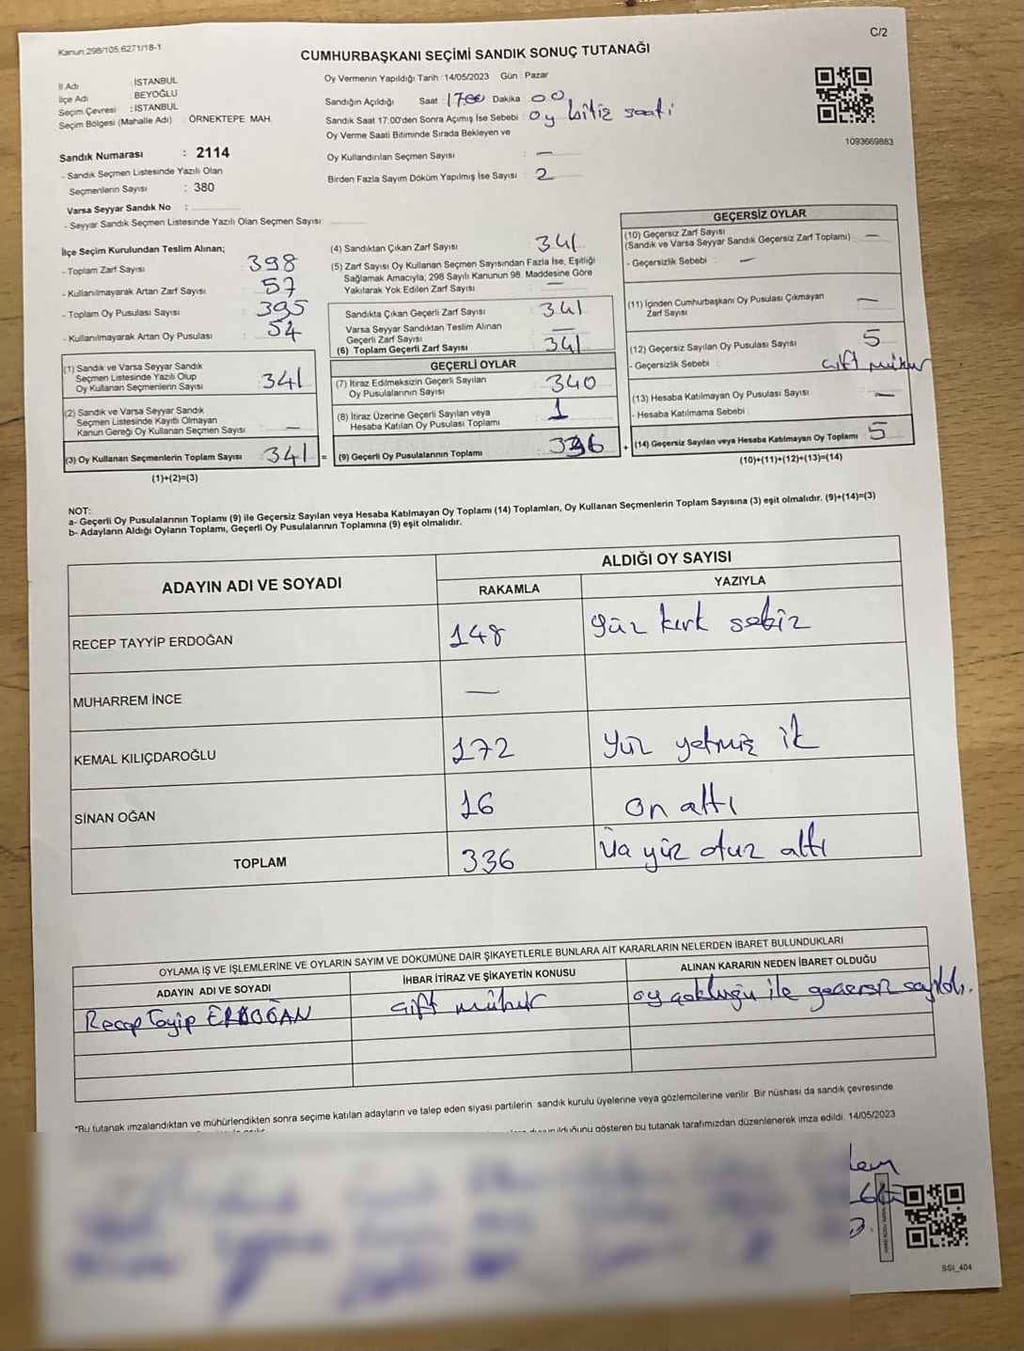 Kanun:298/105,6271/18-1
C/2
CUMHURBAŞKANI SEÇİMİ SANDIK SONUÇ TUTANAĞI
İl Adı : İSTANBUL
İlçe Adı : BEYOĞLU
Seçim Çevresi : İSTANBUL
Seçim Bölgesi (Mahalle Adı) : ÖRNEKTEPE MAH.
Oy Vermenin Yapıldığı Tarih : 14/05/2023 Gün : Pazar
Sandığın Açıldığı Saat : 17.00 Dakika : 00
Sandık Saat 17.00'den Sonra Açımış İse Sebebi : oy bitiz saati
Oy Verme Saati Bitiminde Sırada Bekleyen ve
Oy Kullandırılan Seçmen Sayısı : —
Birden Fazla Sayım Döküm Yapılmış İse Sayısı : 2
1093669883
Sandık Numarası : 2114
- Sandık Seçmen Listesinde Yazılı Olan
Seçmenlerin Sayısı : 380
Varsa Seyyar Sandık No :
- Seyyar Sandık Seçmen Listesinde Yazılı Olan Seçmen Sayısı:
İlçe Seçim Kurulundan Teslim Alınan;
- Toplam Zarf Sayısı : 398
- Kullanılmayarak Artan Zarf Sayısı : 57
- Toplam Oy Pusulası Sayısı : 395
- Kullanılmayarak Artan Oy Pusulası : 54
(1) Sandık ve Varsa Seyyar Sandık
Seçmen Listesinde Yazılı Olup
Oy Kullanan Seçmenlerin Sayısı 341
(2) Sandık ve Varsa Seyyar Sandık
Seçmen Listesinde Kayıtlı Olmayan
Kanun Gereği Oy Kullanan Seçmen Sayısı —
(3) Oy Kullanan Seçmenlerin Toplam Sayısı 341 =
(1)+(2)=(3)
(4) Sandıktan Çıkan Zarf Sayısı : 341
(5) Zarf Sayısı Oy Kullanan Seçmen Sayısından Fazla İse, Eşitliği
Sağlamak Amacıyla; 298 Sayılı Kanunun 98. Maddesine Göre
Yakılarak Yok Edilen Zarf Sayısı : —
Sandıkta Çıkan Geçerli Zarf Sayısı : 341
Varsa Seyyar Sandıktan Teslim Alınan
Geçerli Zarf Sayısı : —
(6) Toplam Geçerli Zarf Sayısı : 341
GEÇERLİ OYLAR
(7) İtiraz Edilmeksizin Geçerli Sayılan
Oy Pusulalarının Sayısı : 340
(8) İtiraz Üzerine Geçerli Sayılan veya
Hesaba Katılan Oy Pusulası Toplamı : 1
(9) Geçerli Oy Pusulalarının Toplamı 336 +
GEÇERSİZ OYLAR
(10) Geçersiz Zarf Sayısı
(Sandık ve Varsa Seyyar Sandık Geçersiz Zarf Toplamı) : —
- Geçersizlik Sebebi : —
(11) İçinden Cumhurbaşkanı Oy Pusulası Çıkmayan
Zarf Sayısı : —
(12) Geçersiz Sayılan Oy Pusulası Sayısı : 5
- Geçersizlik Sebebi : çift mühür
(13) Hesaba Katılmayan Oy Pusulası Sayısı : —
- Hesaba Katılmama Sebebi :
(14) Geçersiz Sayılan veya Hesaba Katılmayan Oy Toplamı 5
(10)+(11)+(12)+(13)=(14)
NOT:
a- Geçerli Oy Pusulalarının Toplamı (9) ile Geçersiz Sayılan veya Hesaba Katılmayan Oy Toplamı (14) Toplamları, Oy Kullanan Seçmenlerin Toplam Sayısına (3) eşit olmalıdır. (9)+(14)=(3)
b- Adayların Aldığı Oyların Toplamı, Geçerli Oy Pusulalarının Toplamına (9) eşit olmalıdır.
ADAYIN ADI VE SOYADI ALDIĞI OY SAYISI
RAKAMLA YAZIYLA
RECEP TAYYİP ERDOĞAN 148 yüz kırk sekiz
MUHARREM İNCE —
KEMAL KILIÇDAROĞLU 172 Yüz yetmiş iki
SİNAN OĞAN 16 on altı
TOPLAM 336 Üç yüz otuz altı
OYLAMA İŞ VE İŞLEMLERİNE VE OYLARIN SAYIM VE DÖKÜMÜNE DAİR ŞİKAYETLERLE BUNLARA AİT KARARLARIN NELERDEN İBARET BULUNDUKLARI
ADAYIN ADI VE SOYADI İHBAR İTİRAZ VE ŞİKAYETİN KONUSU ALINAN KARARIN NEDEN İBARET OLDUĞU
Recep Tayip ERDOĞAN çift mühür oy çokluğu ile geçersiz sayıldı.
*Bu tutanak imzalandıktan ve mühürlendikten sonra seçime katılan adayların ve talep eden siyasi partilerin sandık kurulu üyelerine veya gözlemcilerine verilir. Bir nüshası da sandık çevresinde
gösteren bu tutanak tarafımızdan düzenlenerek imza edildi. 14/05/2023
SSI_404